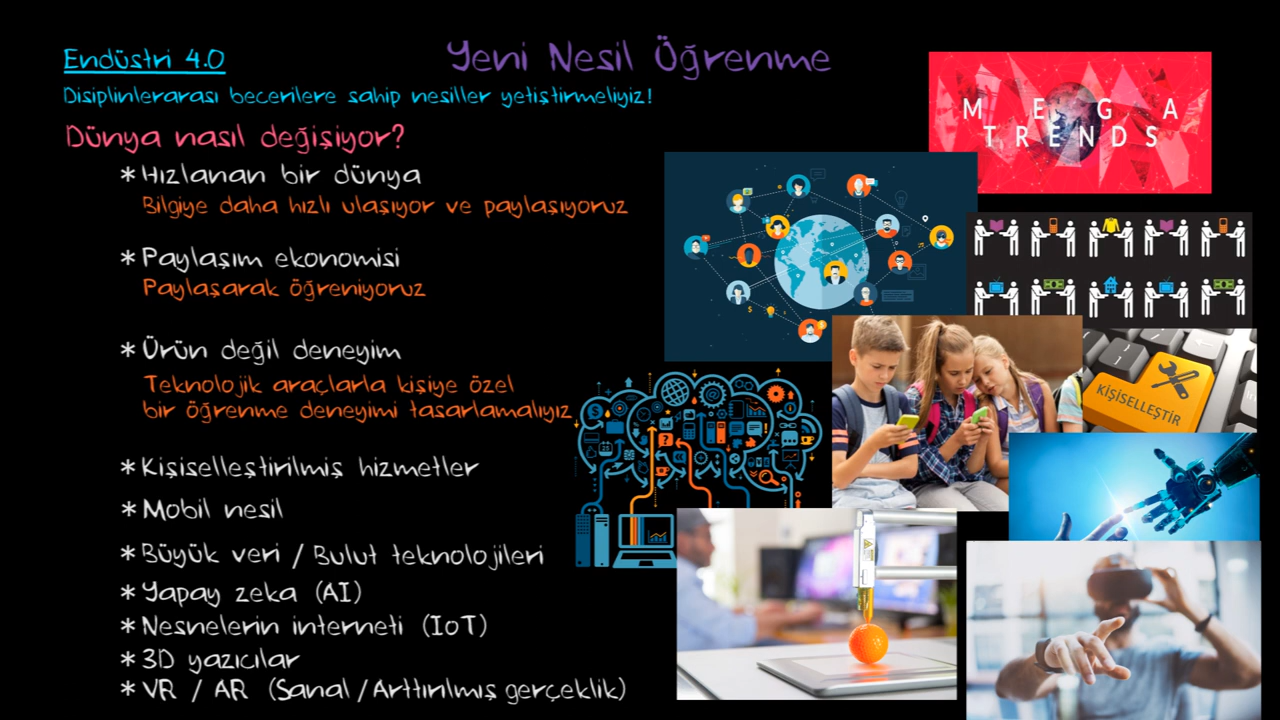 Yeni Nesil Öğrenme
Endüstri 4.0
Disiplinlerarası becerilere sahip nesiller yetiştirmeliyiz!
Dünya nasıl değişiyor?
* Hızlanan bir dünya
Bilgiye daha hızlı ulaşıyor ve paylaşıyoruz
* Paylaşım ekonomisi
Paylaşarak öğreniyoruz
* Ürün değil deneyim
Teknolojik araçlarla kişiye özel
bir öğrenme deneyimi tasarlamalıyız
* Kişiselleştirilmiş hizmetler
* Mobil nesil
* Büyük veri / Bulut teknolojileri
* Yapay zeka (AI)
* Nesnelerin interneti (IoT)
* 3D yazıcılar
* VR / AR (Sanal / Arttırılmış gerçeklik)
MEGA
TRENDS
KİŞİSELLEŞTİR